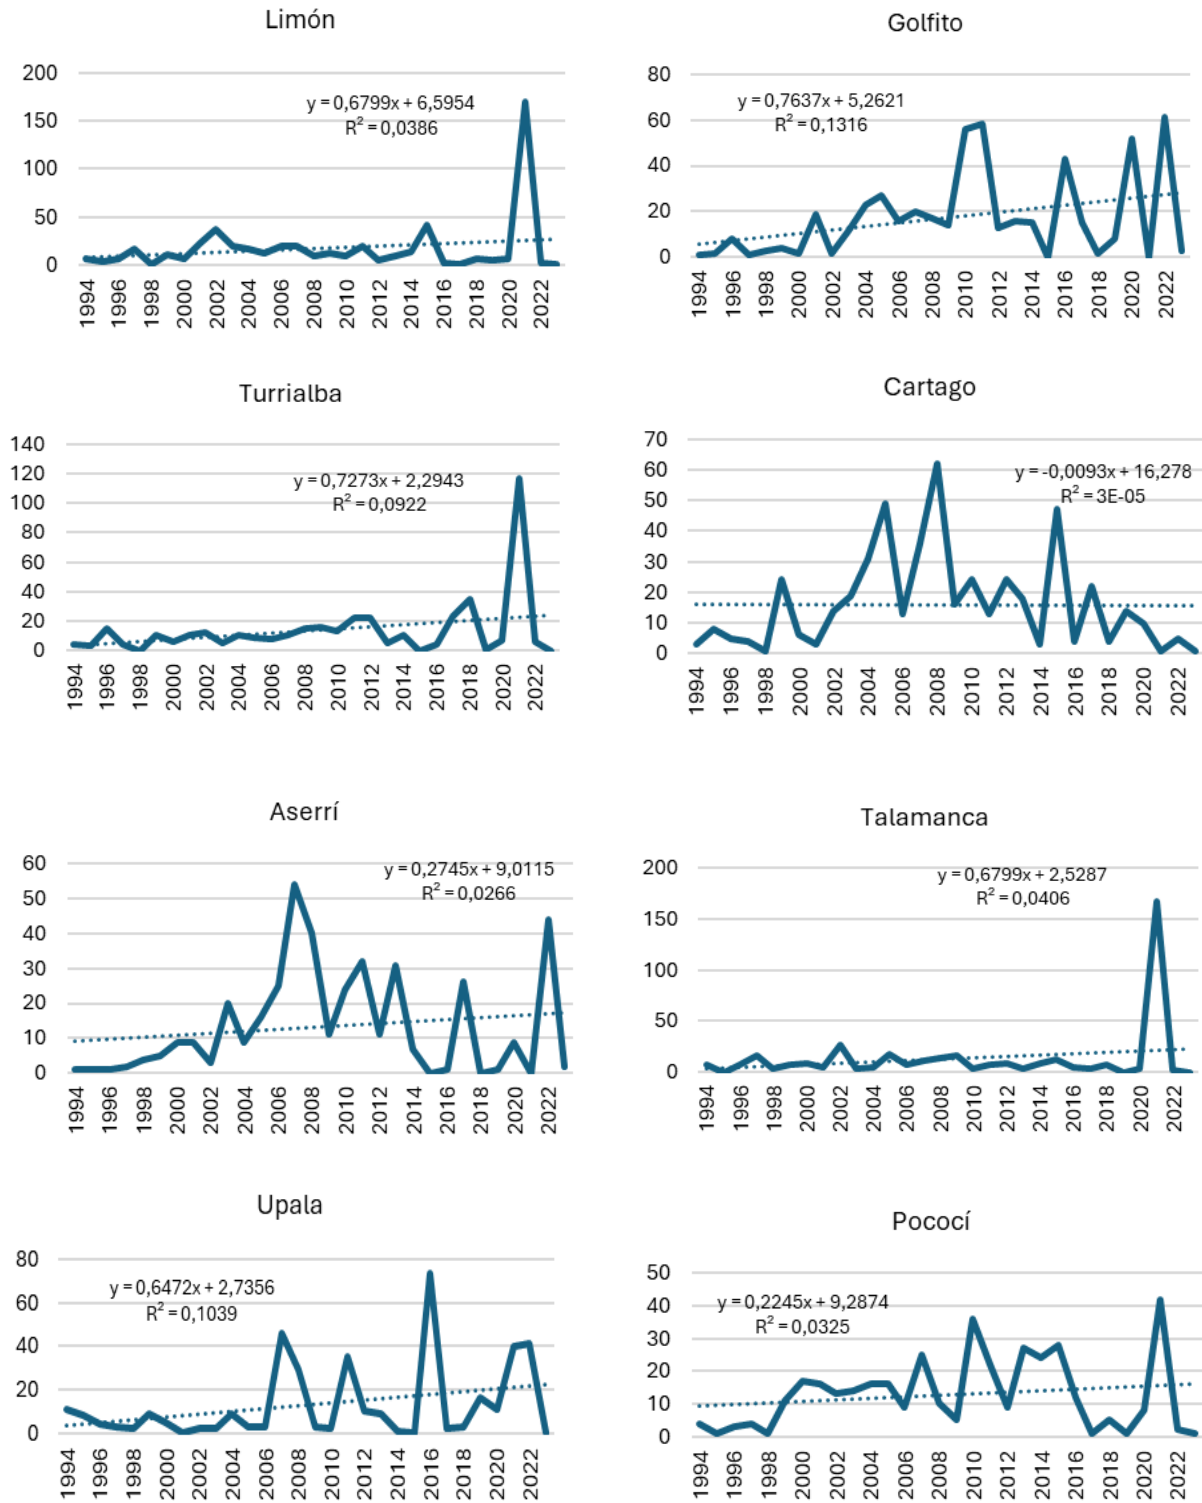 Limón
200
150
100
50
0
y = 0,6799x + 6,5954
R² = 0,0386
1994 1996 1998 2000 2002 2004 2006 2008 2010 2012 2014 2016 2018 2020 2022
Golfito
80
60
40
20
0
y = 0,7637x + 5,2621
R² = 0,1316
1994 1996 1998 2000 2002 2004 2006 2008 2010 2012 2014 2016 2018 2020 2022
Turrialba
140
120
100
80
60
40
20
0
y = 0,7273x + 2,2943
R² = 0,0922
1994 1996 1998 2000 2002 2004 2006 2008 2010 2012 2014 2016 2018 2020 2022
Cartago
70
60
50
40
30
20
10
0
y = -0,0093x + 16,278
R² = 3E-05
1994 1996 1998 2000 2002 2004 2006 2008 2010 2012 2014 2016 2018 2020 2022
Aserrí
60
50
40
30
20
10
0
y = 0,2745x + 9,0115
R² = 0,0266
1994 1996 1998 2000 2002 2004 2006 2008 2010 2012 2014 2016 2018 2020 2022
Talamanca
200
150
100
50
0
y = 0,6799x + 2,5287
R² = 0,0406
1994 1996 1998 2000 2002 2004 2006 2008 2010 2012 2014 2016 2018 2020 2022
Upala
80
60
40
20
0
y = 0,6472x + 2,7356
R² = 0,1039
1994 1996 1998 2000 2002 2004 2006 2008 2010 2012 2014 2016 2018 2020 2022
Pococí
50
40
30
20
10
0
y = 0,2245x + 9,2874
R² = 0,0325
1994 1996 1998 2000 2002 2004 2006 2008 2010 2012 2014 2016 2018 2020 2022